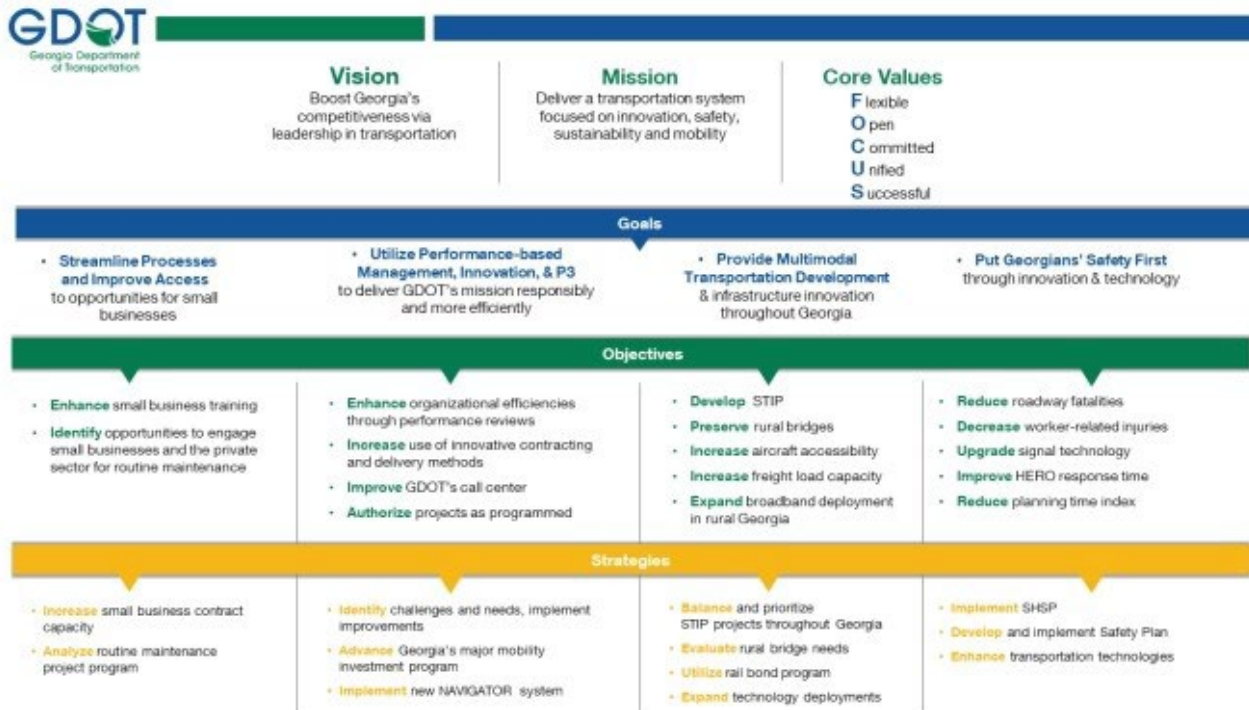 GDOT
Georgia Department
of Transportation
Vision
Boost Georgia's
competitiveness via
leadership in transportation
Mission
Deliver a transportation system
focused on innovation, safety,
sustainability and mobility
Core Values
Flexible
Open
Committed
Unified
Successful
Goals
• Streamline Processes
and Improve Access
to opportunities for small
businesses
• Utilize Performance-based
Management, Innovation, & P3
to deliver GDOT's mission responsibly
and more efficiently
• Provide Multimodal
Transportation Development
& infrastructure innovation
throughout Georgia
• Put Georgians' Safety First
through innovation & technology
Objectives
• Enhance small business training
• Identify opportunities to engage
small businesses and the private
sector for routine maintenance
• Enhance organizational efficiencies
through performance reviews
• Increase use of innovative contracting
and delivery methods
• Improve GDOT's call center
• Authorize projects as programmed
• Develop STIP
• Preserve rural bridges
• Increase aircraft accessibility
• Increase freight load capacity
• Expand broadband deployment
in rural Georgia
• Reduce roadway fatalities
• Decrease worker-related injuries
• Upgrade signal technology
• Improve HERO response time
• Reduce planning time index
Strategies
• Increase small business contract
capacity
• Analyze routine maintenance
project program
• Identify challenges and needs, implement
improvements
• Advance Georgia's major mobility
investment program
• Implement new NAVIGATOR system
• Balance and prioritize
STIP projects throughout Georgia
• Evaluate rural bridge needs
• Utilize rail bond program
• Expand technology deployments
• Implement SHSP
• Develop and implement Safety Plan
• Enhance transportation technologies